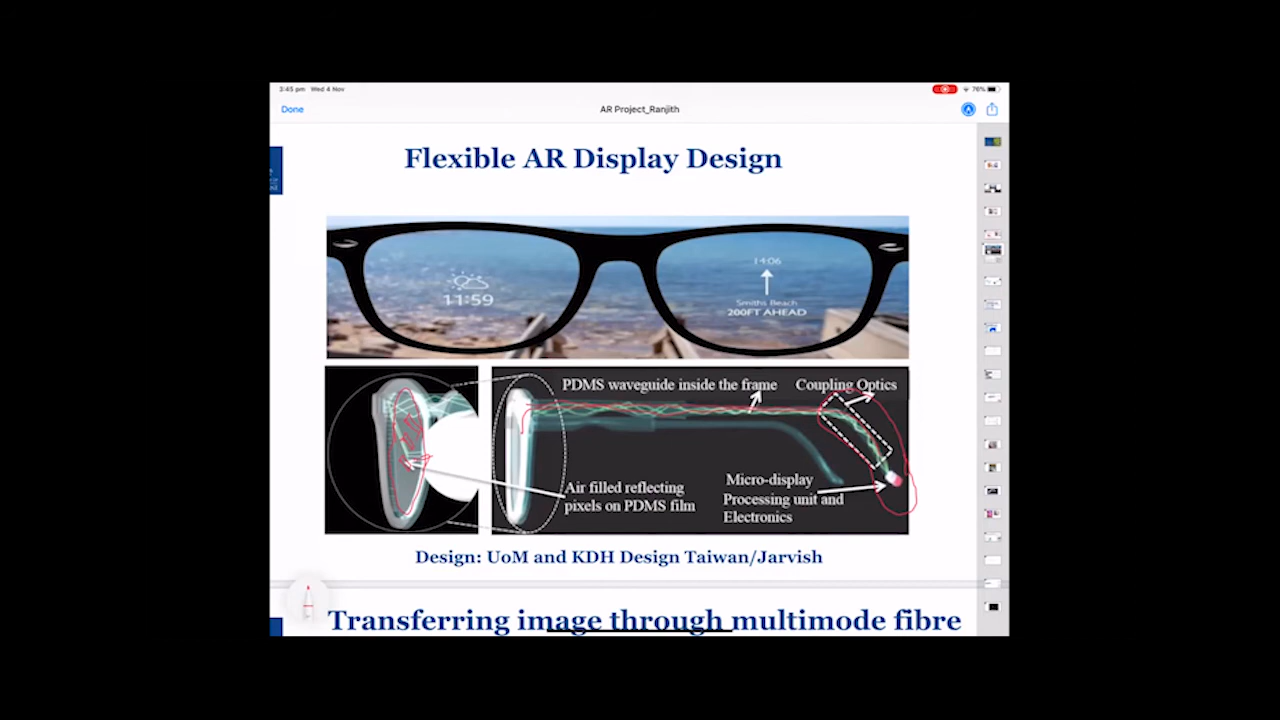 3:45 pm Wed 4 Nov
76%
Done
AR Project_Ranjith
Flexible AR Display Design
11:59
14:06
Smiths Beach
200FT AHEAD
PDMS waveguide inside the frame
Coupling Optics
Air filled reflecting
pixels on PDMS film
Micro-display
Processing unit and
Electronics
Design: UoM and KDH Design Taiwan/Jarvish
Transferring image through multimode fibre